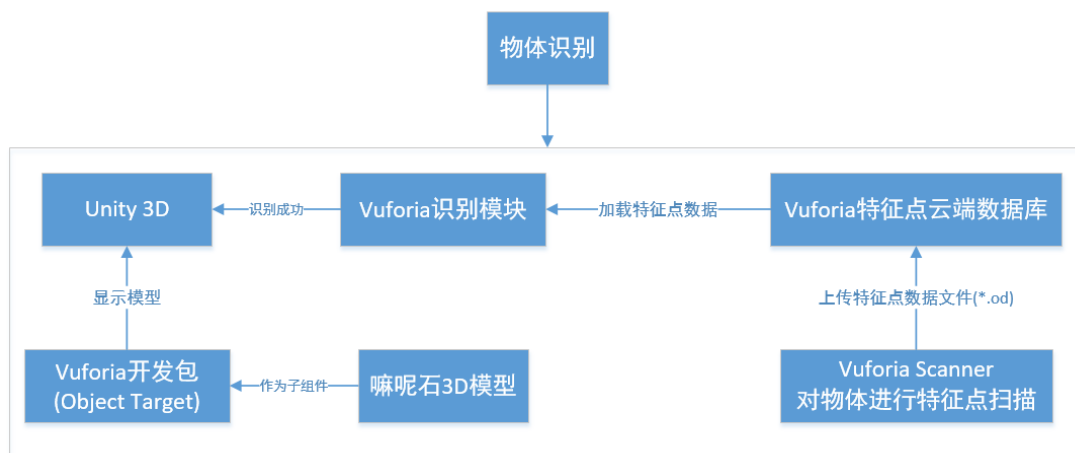 物体识别
Unity 3D
识别成功
Vuforia识别模块
加载特征点数据
Vuforia特征点云端数据库
显示模型
上传特征点数据文件(*.od)
Vuforia开发包
(Object Target)
作为子组件
嘛呢石3D模型
Vuforia Scanner
对物体进行特征点扫描